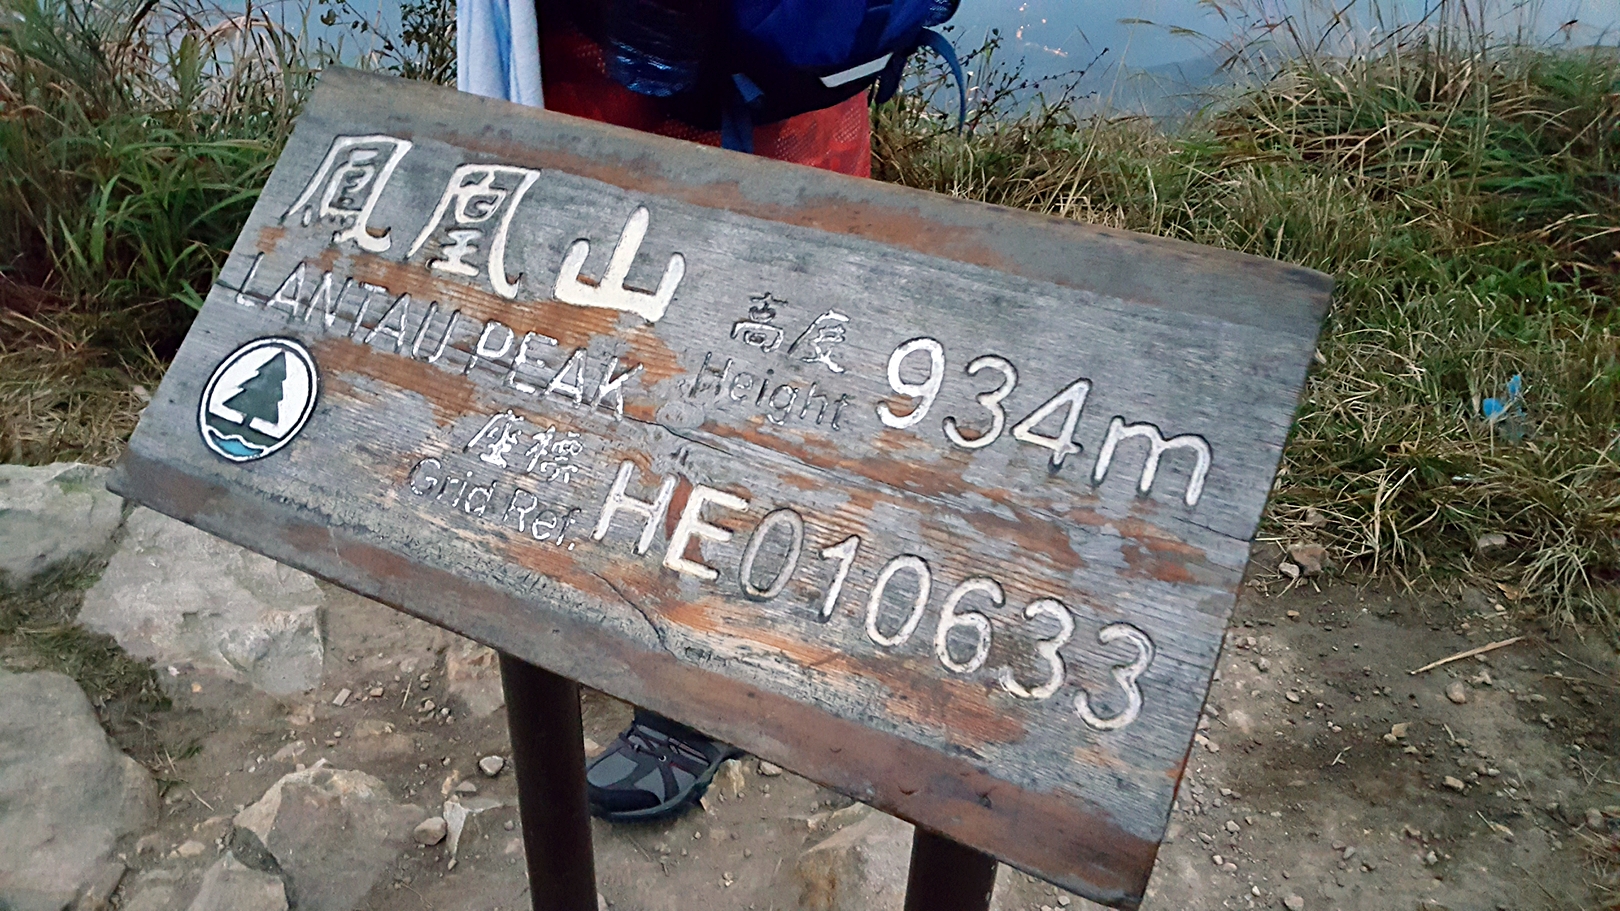 鳳凰山
LANTAU PEAK
高度
Height 934m
座標
Grid Ref. HE010633